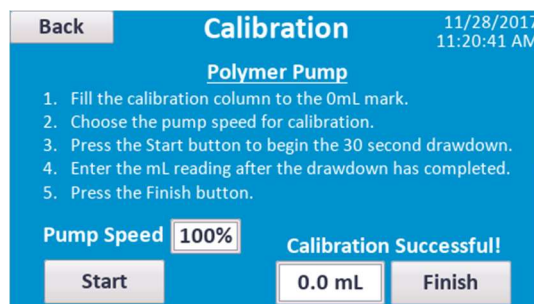 Back
Calibration
11/28/2017
11:20:41 AM
Polymer Pump
1. Fill the calibration column to the 0mL mark.
2. Choose the pump speed for calibration.
3. Press the Start button to begin the 30 second drawdown.
4. Enter the mL reading after the drawdown has completed.
5. Press the Finish button.
Pump Speed 100%
Calibration Successful!
Start
0.0 mL
Finish